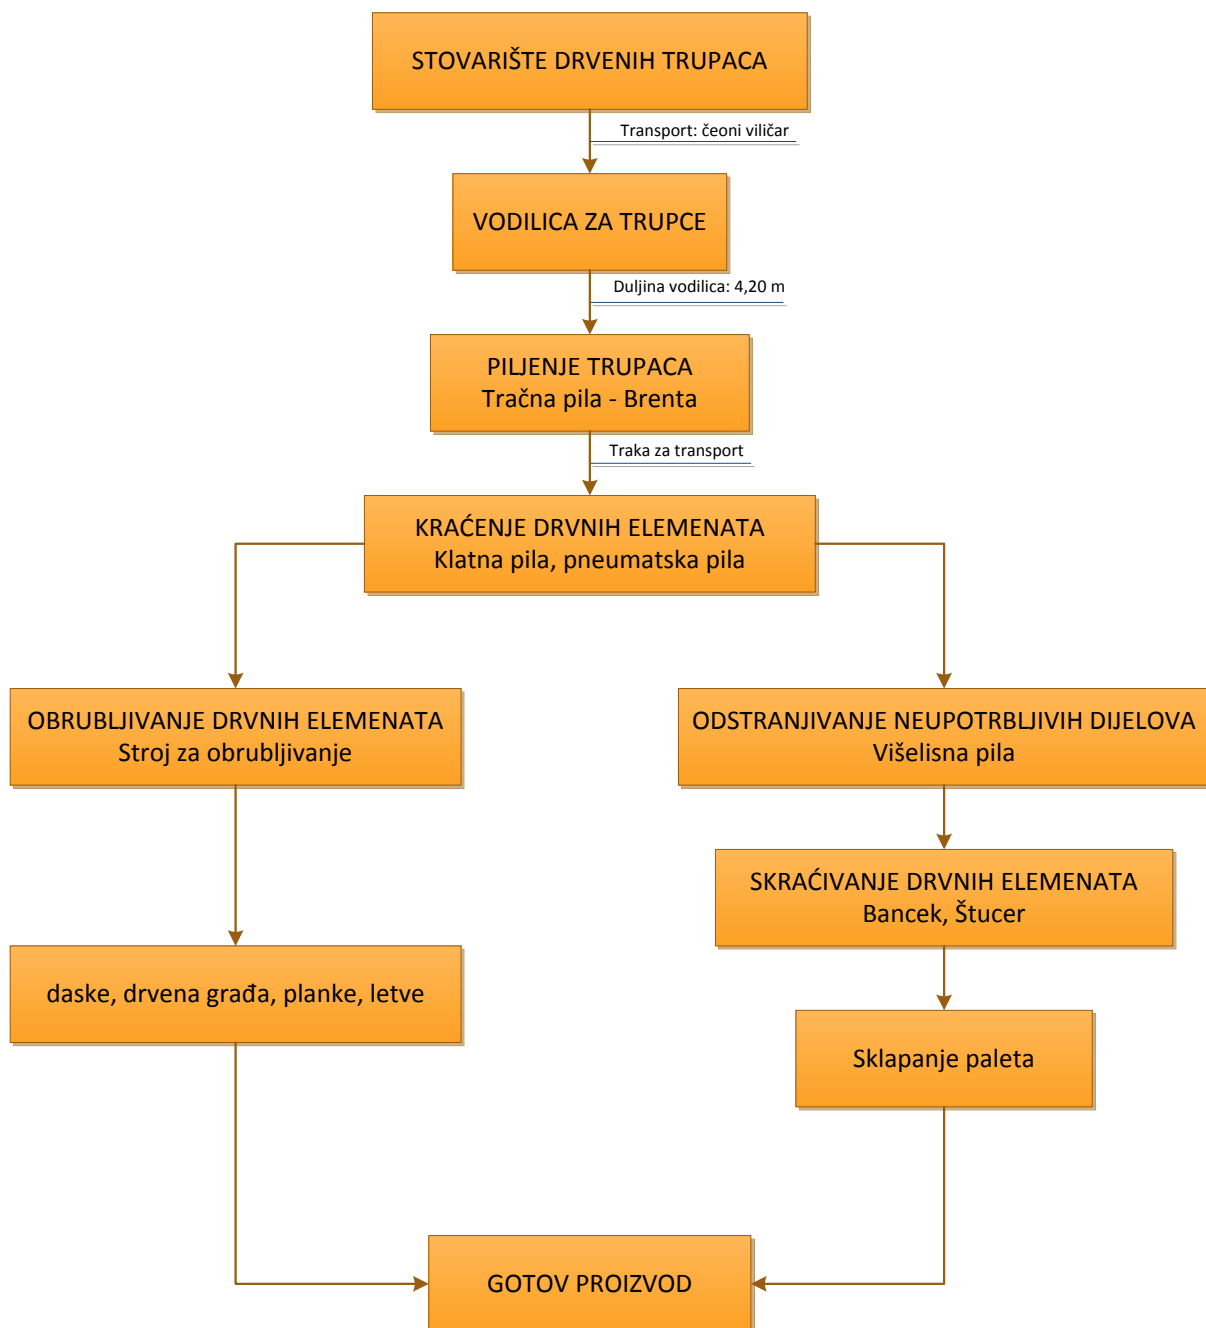 STOVARIŠTE DRVENIH TRUPACA
Transport: čeoni viličar
VODILICA ZA TRUPCE
Duljina vodilica: 4,20 m
PILJENJE TRUPACA
Tračna pila - Brenta
Traka za transport
KRAĆENJE DRVNIH ELEMENATA
Klatna pila, pneumatska pila
OBRUBLJIVANJE DRVNIH ELEMENATA
Stroj za obrubljivanje
daske, drvena građa, planke, letve
ODSTRANJIVANJE NEUPOTRBLJIVIH DIJELOVA
Višelisna pila
SKRAĆIVANJE DRVNIH ELEMENATA
Bancek, Štucer
Sklapanje paleta
GOTOV PROIZVOD